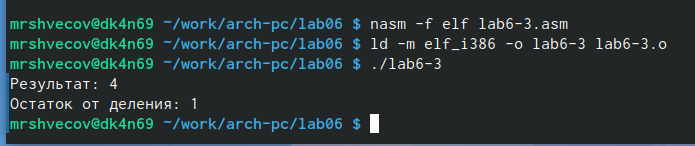 mrshvecov@dk4n69 ~/work/arch-pc/lab06 $ nasm -f elf lab6-3.asm
mrshvecov@dk4n69 ~/work/arch-pc/lab06 $ ld -m elf_i386 -o lab6-3 lab6-3.o
mrshvecov@dk4n69 ~/work/arch-pc/lab06 $ ./lab6-3
Результат: 4
Остаток от деления: 1
mrshvecov@dk4n69 ~/work/arch-pc/lab06 $